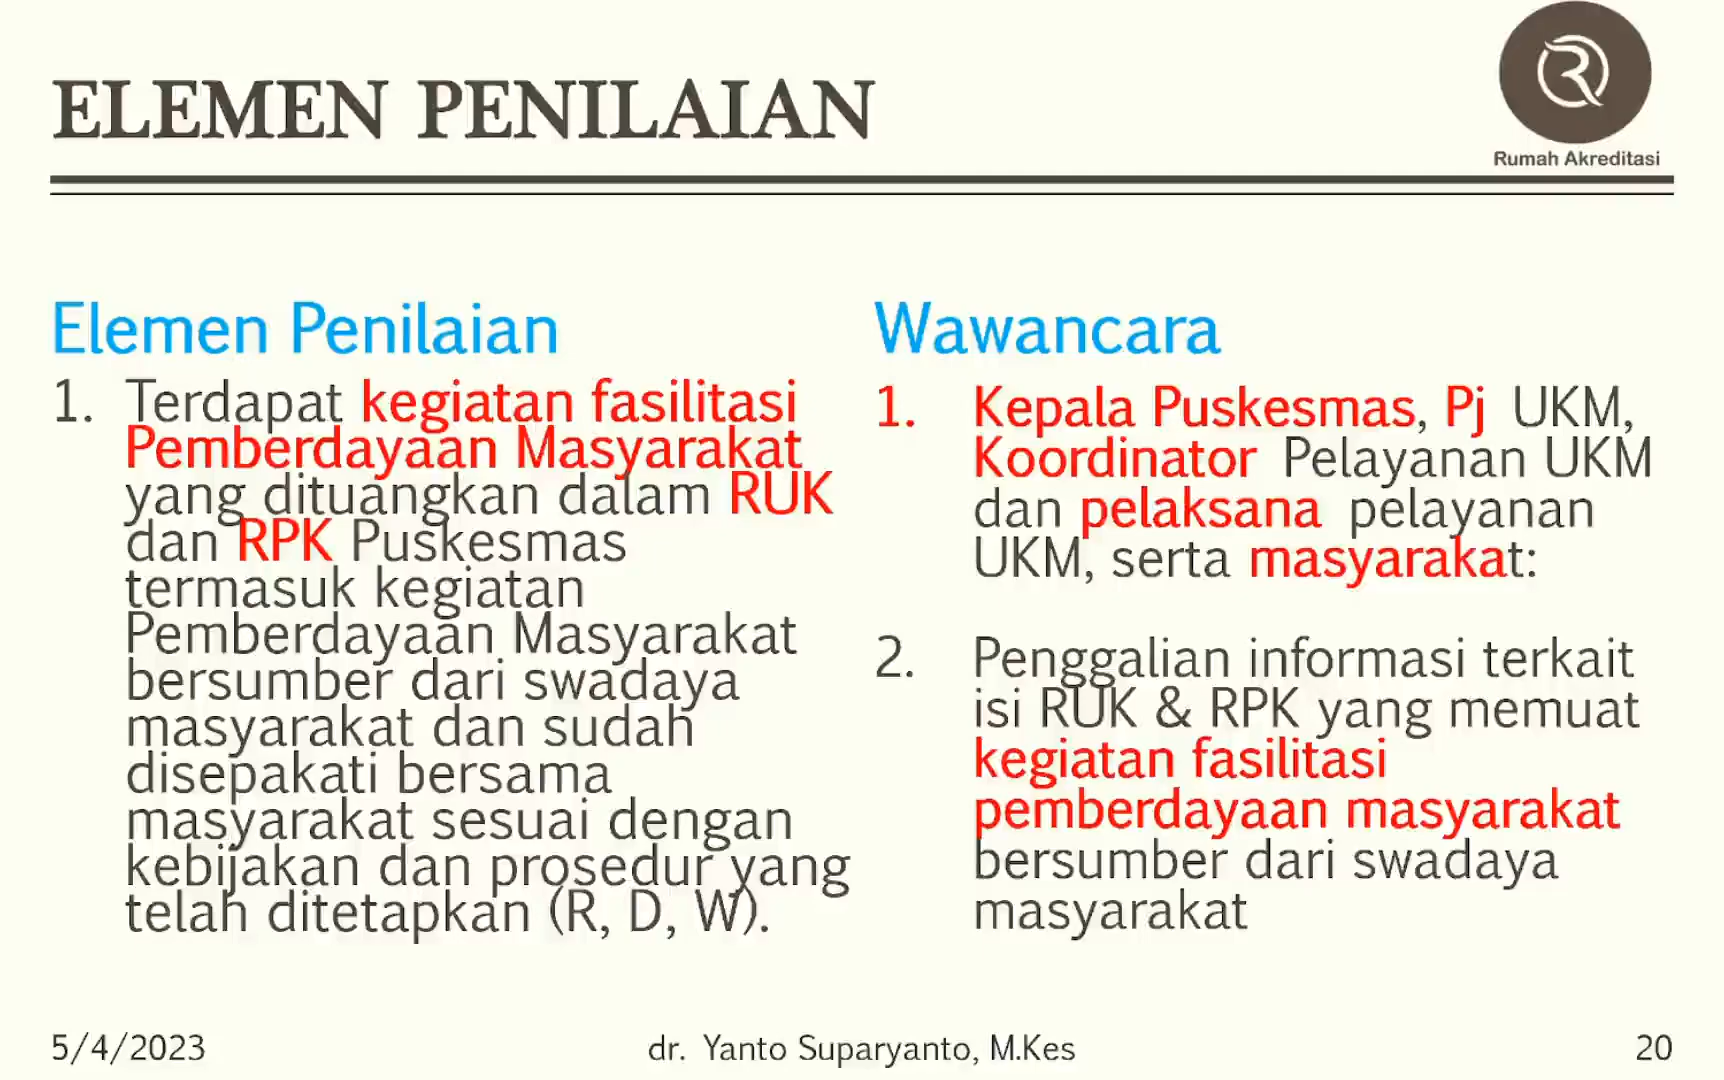 ELEMEN PENILAIAN
Rumah Akreditasi
Elemen Penilaian
1. Terdapat kegiatan fasilitasi
Pemberdayaan Masyarakat
yang dituangkan dalam RUK
dan RPK Puskesmas
termasuk kegiatan
Pemberdayaan Masyarakat
bersumber dari swadaya
masyarakat dan sudah
disepakati bersama
masyarakat sesuai dengan
kebijakan dan prosedur yang
telah ditetapkan (R, D, W).
Wawancara
1. Kepala Puskesmas, Pj UKM,
Koordinator Pelayanan UKM
dan pelaksana pelayanan
UKM, serta masyarakat:
2. Penggalian informasi terkait
isi RUK & RPK yang memuat
kegiatan fasilitasi
pemberdayaan masyarakat
bersumber dari swadaya
masyarakat
5/4/2023
dr. Yanto Suparyanto, M.Kes
20